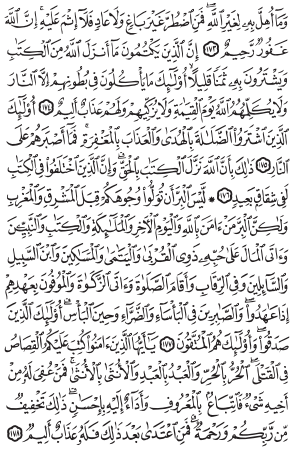 وَمَآ أُهِلَّ بِهِۦ لِغَيْرِ ٱللَّهِ فَمَنِ ٱضْطُرَّ غَيْرَ بَاغٍ وَلَا عَادٍ فَلَآ إِثْمَ عَلَيْهِ إِنَّ ٱللَّهَ
غَفُورٌ رَّحِيمٌ ١٧٣ إِنَّ ٱلَّذِينَ يَكْتُمُونَ مَآ أَنزَلَ ٱللَّهُ مِنَ ٱلْكِتَٰبِ
وَيَشْتَرُونَ بِهِۦ ثَمَنًا قَلِيلًا أُو۟لَٰٓئِكَ مَا يَأْكُلُونَ فِى بُطُونِهِمْ إِلَّا ٱلنَّارَ
وَلَا يُكَلِّمُهُمُ ٱللَّهُ يَوْمَ ٱلْقِيَٰمَةِ وَلَا يُزَكِّيهِمْ وَلَهُمْ عَذَابٌ أَلِيمٌ ١٧٤ أُو۟لَٰٓئِكَ
ٱلَّذِينَ ٱشْتَرَوُا۟ ٱلضَّلَٰلَةَ بِٱلْهُدَىٰ وَٱلْعَذَابَ بِٱلْمَغْفِرَةِ فَمَآ أَصْبَرَهُمْ عَلَى
ٱلنَّارِ ١٧٥ ذَٰلِكَ بِأَنَّ ٱللَّهَ نَزَّلَ ٱلْكِتَٰبَ بِٱلْحَقِّ وَإِنَّ ٱلَّذِينَ ٱخْتَلَفُوا۟ فِى ٱلْكِتَٰبِ
لَفِى شِقَاقٍۭ بَعِيدٍ ١٧٦ لَيْسَ ٱلْبِرُّ أَن تُوَلُّوا۟ وُجُوهَكُمْ قِبَلَ ٱلْمَشْرِقِ وَٱلْمَغْرِبِ
وَلَٰكِنِ ٱلْبِرُّ مَنْ ءَامَنَ بِٱللَّهِ وَٱلْيَوْمِ ٱلْءَاخِرِ وَٱلْمَلَٰٓئِكَةِ وَٱلْكِتَٰبِ وَٱلنَّبِيِّـۧنَ
وَءَاتَى ٱلْمَالَ عَلَىٰ حُبِّهِۦ ذَوِى ٱلْقُرْبَىٰ وَٱلْيَتَٰمَىٰ وَٱلْمَسَٰكِينَ وَٱبْنَ ٱلسَّبِيلِ
وَٱلسَّآئِلِينَ وَفِى ٱلرِّقَابِ وَأَقَامَ ٱلصَّلَوٰةَ وَءَاتَى ٱلزَّكَوٰةَ وَٱلْمُوفُونَ بِعَهْدِهِمْ
إِذَا عَٰهَدُوا۟ وَٱلصَّٰبِرِينَ فِى ٱلْبَأْسَآءِ وَٱلضَّرَّآءِ وَحِينَ ٱلْبَأْسِ أُو۟لَٰٓئِكَ ٱلَّذِينَ
صَدَقُوا۟ وَأُو۟لَٰٓئِكَ هُمُ ٱلْمُتَّقُونَ ١٧٧ يَٰٓأَيُّهَا ٱلَّذِينَ ءَامَنُوا۟ كُتِبَ عَلَيْكُمُ ٱلْقِصَاصُ
فِى ٱلْقَتْلَى ٱلْحُرُّ بِٱلْحُرِّ وَٱلْعَبْدُ بِٱلْعَبْدِ وَٱلْأُنثَىٰ بِٱلْأُنثَىٰ فَمَنْ عُفِىَ لَهُۥ مِنْ
أَخِيهِ شَىْءٌ فَٱتِّبَاعٌۢ بِٱلْمَعْرُوفِ وَأَدَآءٌ إِلَيْهِ بِإِحْسَٰنٍ ذَٰلِكَ تَخْفِيفٌ
مِّن رَّبِّكُمْ وَرَحْمَةٌ فَمَنِ ٱعْتَدَىٰ بَعْدَ ذَٰلِكَ فَلَهُۥ عَذَابٌ أَلِيمٌ ١٧٨